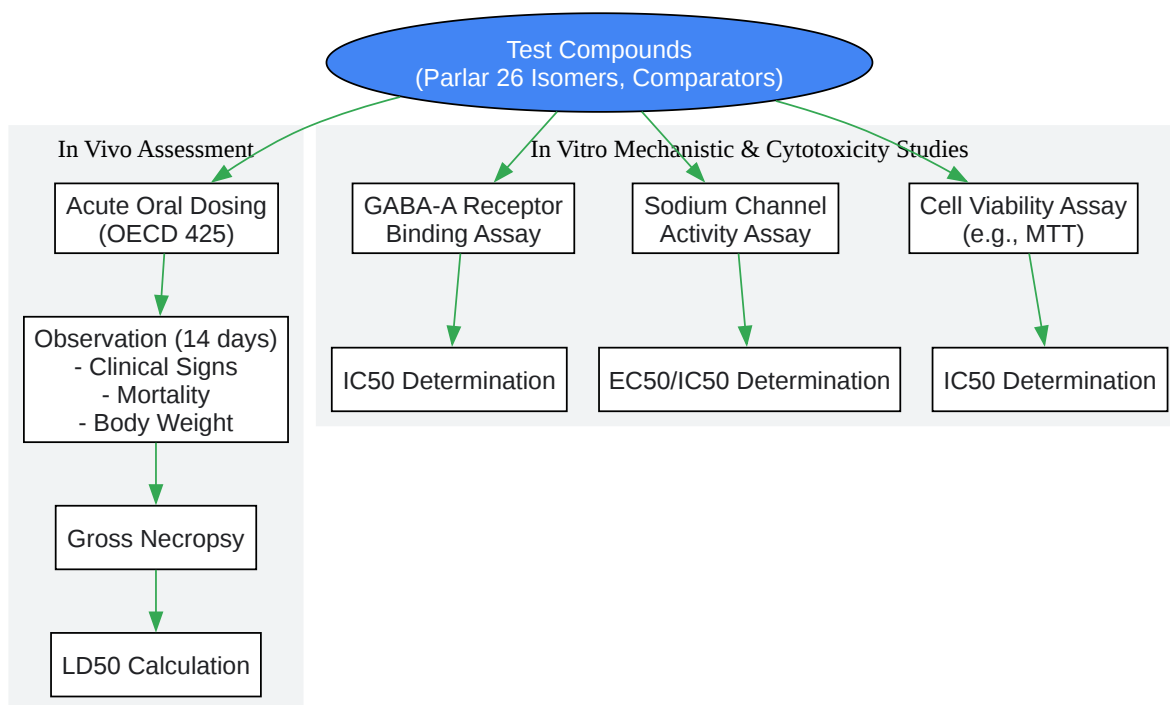 Test Compounds
(Parlar 26 Isomers, Comparators)
In Vivo Assessment
Acute Oral Dosing
(OECD 425)
Observation (14 days)
- Clinical Signs
- Mortality
- Body Weight
Gross Necropsy
LD50 Calculation
In Vitro Mechanistic & Cytotoxicity Studies
GABA-A Receptor
Binding Assay
IC50 Determination
Sodium Channel
Activity Assay
EC50/IC50 Determination
Cell Viability Assay
(e.g., MTT)
IC50 Determination